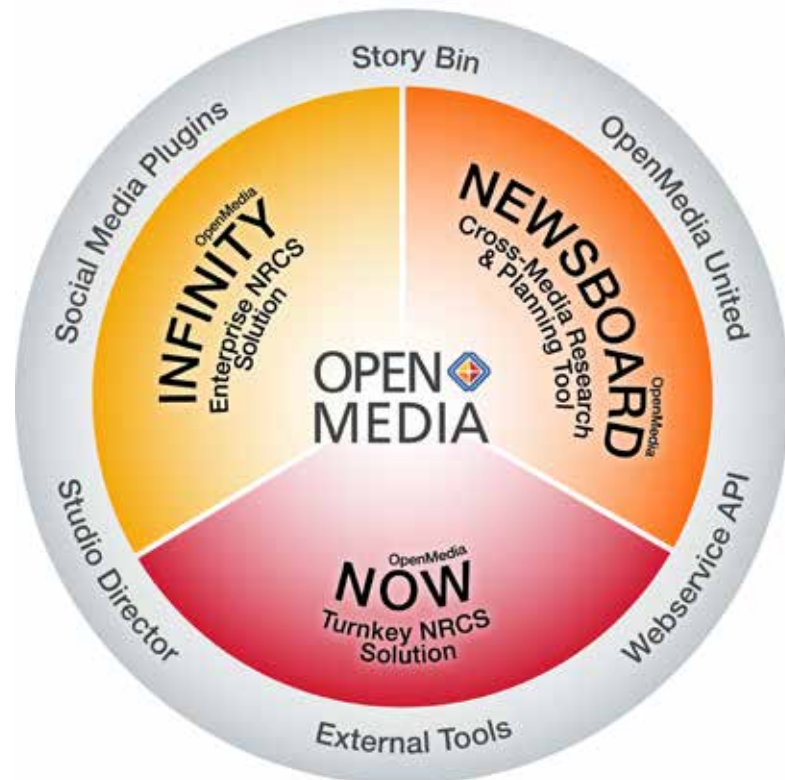 Story Bin
OpenMedia United
Webservice API
External Tools
Studio Director
Social Media Plugins
OpenMedia
INFINITY
Enterprise NRCS
Solution
OpenMedia
NEWSBOARD
Cross-Media Research
& Planning Tool
OPEN
MEDIA
OpenMedia
NOW
Turnkey NRCS
Solution